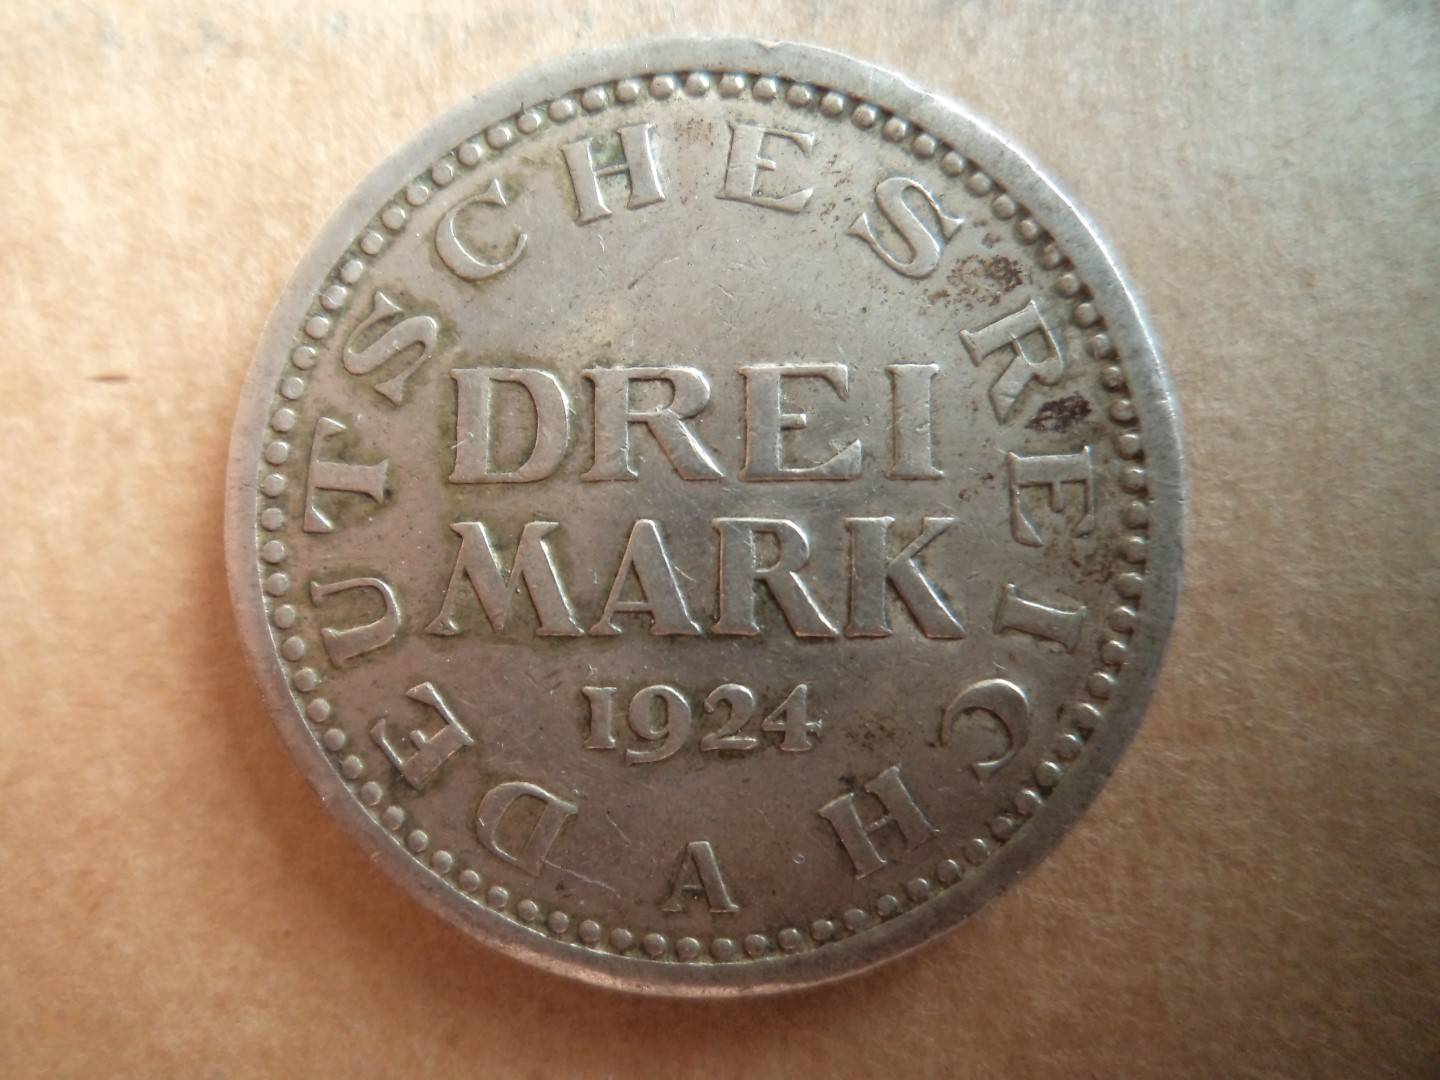 DEUTSCHES REICH
DREI
MARK
1924
A